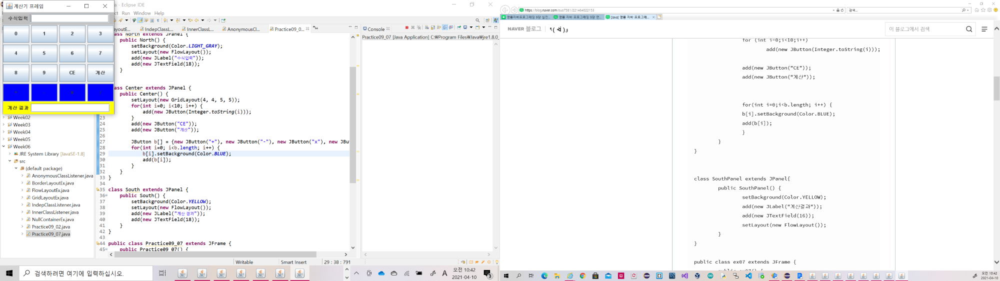 계산기 프레임
수식입력
0 1 2 3
4 5 6 7
8 9 CE 계산
+ - x
계산 결과
Week02
Week03
Week04
Week05
Week06
JRE System Library [JavaSE-1.8]
src
(default package)
AnonymousClassListener.java
BorderLayoutEx.java
FlowLayoutEx.java
GridLayoutEx.java
IndepClassListener.java
InnerClassListener.java
NullContainerEx.java
Practice09_02.java
Practice09_07.java
a - Eclipse IDE
ct Run Window Help
ayoutE... IndepClassL... InnerClassL... AnonymousCl... Practice09_0...
lass North extends JPanel {
public North() {
setBackground(Color.LIGHT_GRAY);
setLayout(new FlowLayout());
add(new JLabel("수식입력"));
add(new JTextField(18));
}
ass Center extends JPanel {
public Center() {
setLayout(new GridLayout(4, 4, 5, 5));
for(int i=0; i<10; i++) {
add(new JButton(Integer.toString(i)));
23 }
24 add(new JButton("CE"));
25 add(new JButton("계산"));
26
27 JButton b[] = {new JButton("+"), new JButton("-"), new JButton("x"), new JBu
28 for(int i=0; i<b.length; i++) {
29 b[i].setBackground(Color.BLUE);
30 add(b[i]);
31 }
32 }
33 }
34
35 class South extends JPanel {
36 public South() {
37 setBackground(Color.YELLOW);
38 setLayout(new FlowLayout());
39 add(new JLabel("계산 결과"));
40 add(new JTextField(18));
41 }
42 }
43
44 public class Practice09_07 extends JFrame {
45 public Practice09_07() {
Console
Practice09_07 [Java Application] C:\Program Files\Java\jre1.8.0_
Writable Smart Insert 29 : 38 : 791
검색하려면 여기에 입력하십시오.
A 오전 10:42
2021-04-10
3
https://blog.naver.com/ouo7581/221464022153
검색...
명품자바프로그래밍 9장 실전... 명품 자바 프로그래밍 9장 연... [Java] 명품 자바 프로그래...
NAVER 블로그
이 블로그에서 검색
for (int i=0;i<10;i++)
add(new JButton(Integer.toString(i)));
add(new JButton("CE"));
add(new JButton("계산"));
for(int i=0;i<b.length; i++) {
b[i].setBackground(Color.BLUE);
add(b[i]);
}
}
}
class SouthPanel extends JPanel{
public SouthPanel() {
setBackground(Color.YELLOW);
add(new JLabel("계산결과"));
add(new JTextField(16));
setLayout(new FlowLayout());
}
}
public class ex07 extends JFrame {
public ex07() {
오전 10:42
2021-04-10